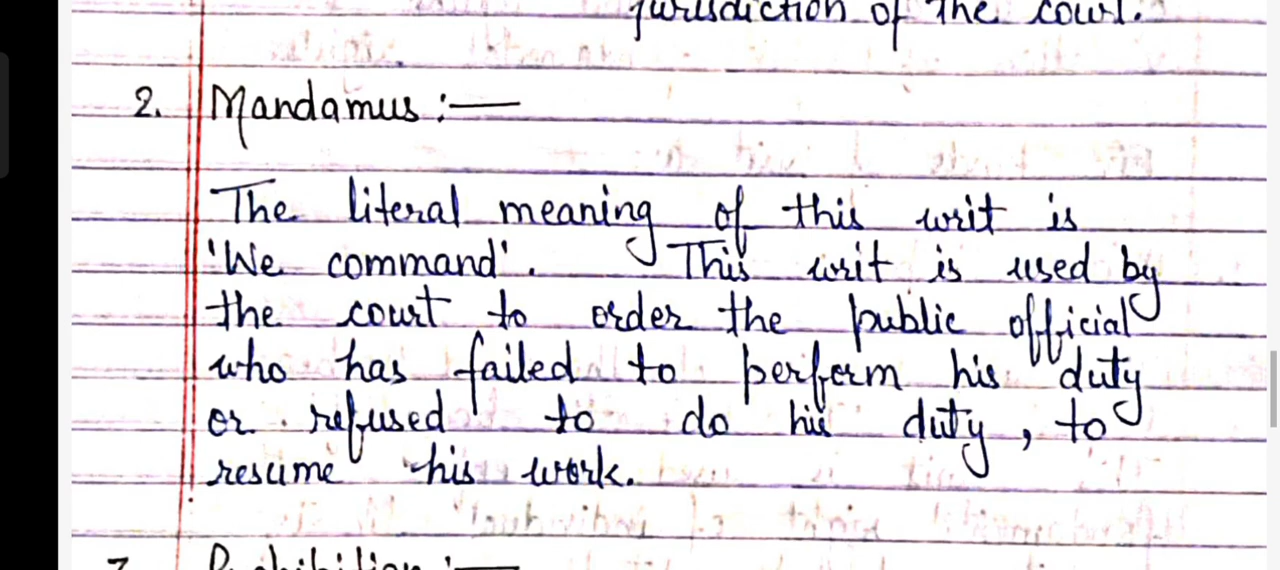 jurisdiction of the court.
2. Mandamus :—
The literal meaning of this writ is
'We command'. This writ is used by
the court to order the public official
who has failed to perform his duty
or refused to do his duty, to
resume his work.
3. Prohibition :—